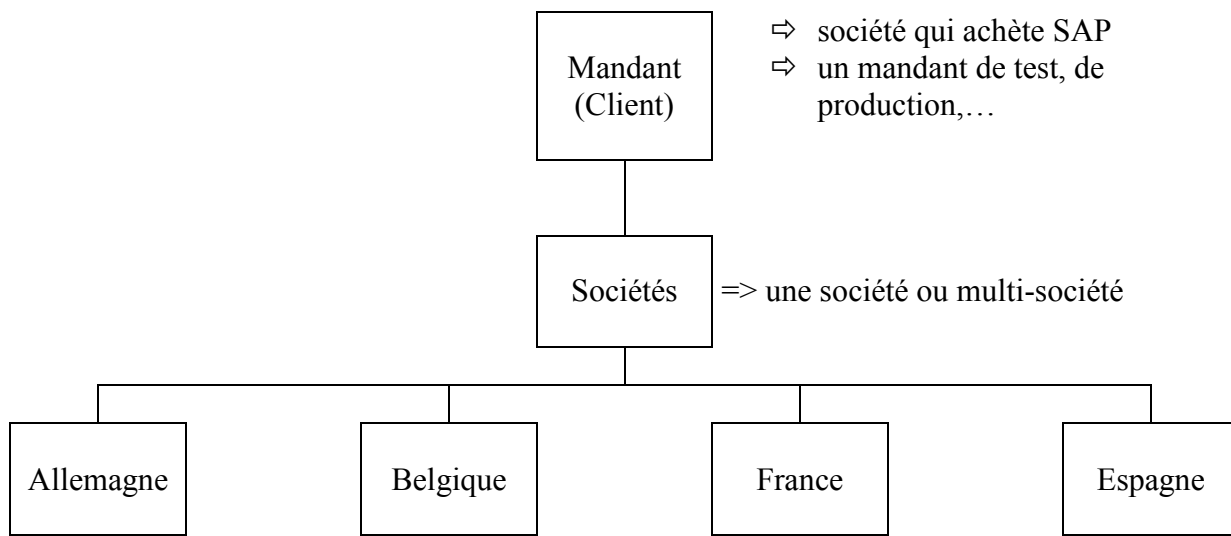 Mandant
(Client)
⇨ société qui achète SAP
⇨ un mandant de test, de
production,…
Sociétés
=> une société ou multi-société
Allemagne
Belgique
France
Espagne